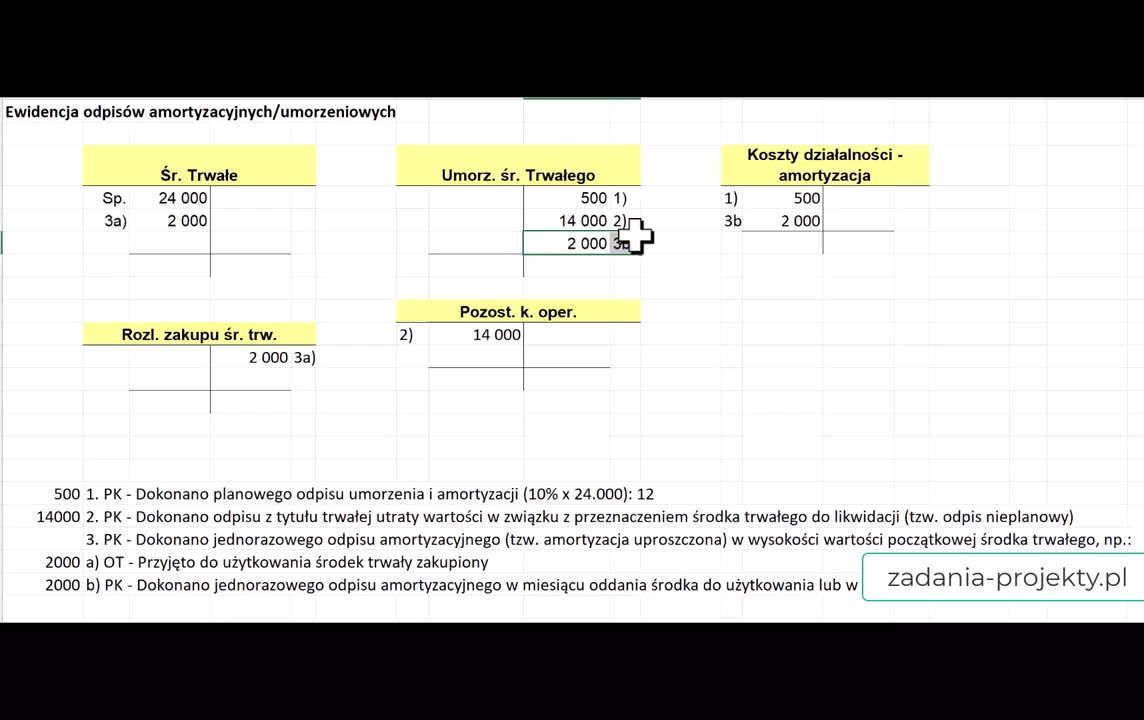 Ewidencja odpisów amortyzacyjnych/umorzeniowych
Śr. Trwałe
Sp. 24 000
3a) 2 000
Umorz. śr. Trwałego
500 1)
14 000 2)
2 000
Koszty działalności -
amortyzacja
1) 500
3b 2 000
Rozl. zakupu śr. trw.
2 000 3a)
Pozost. k. oper.
2) 14 000
500 1. PK - Dokonano planowego odpisu umorzenia i amortyzacji (10% x 24.000): 12
14000 2. PK - Dokonano odpisu z tytułu trwałej utraty wartości w związku z przeznaczeniem środka trwałego do likwidacji (tzw. odpis nieplanowy)
3. PK - Dokonano jednorazowego odpisu amortyzacyjnego (tzw. amortyzacja uproszczona) w wysokości wartości początkowej środka trwałego, np.:
2000 a) OT - Przyjęto do użytkowania środek trwały zakupiony
2000 b) PK - Dokonano jednorazowego odpisu amortyzacyjnego w miesiącu oddania środka do użytkowania lub w
zadania-projekty.pl